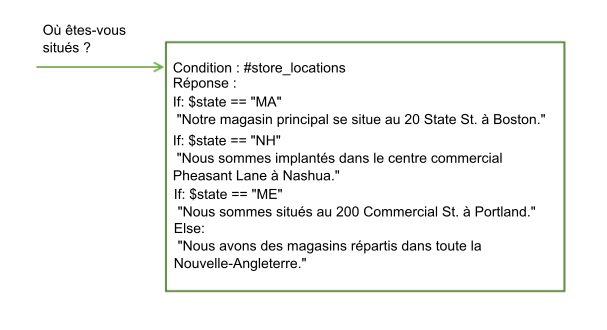 Où êtes-vous
situés ?
Condition : #store_locations
Réponse :
If: $state == "MA"
"Notre magasin principal se situe au 20 State St. à Boston."
If: $state == "NH"
"Nous sommes implantés dans le centre commercial
Pheasant Lane à Nashua."
If: $state == "ME"
"Nous sommes situés au 200 Commercial St. à Portland."
Else:
"Nous avons des magasins répartis dans toute la
Nouvelle-Angleterre."